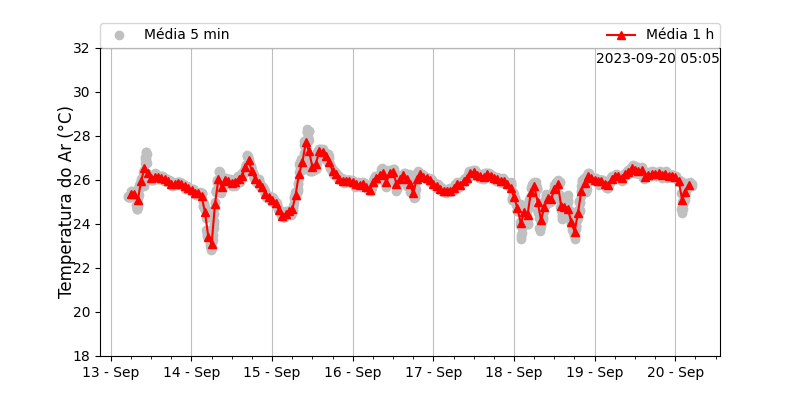 Média 5 min
Média 1 h
2023-09-20 05:05
Temperatura do Ar (°C)
32
30
28
26
24
22
20
18
13 - Sep
14 - Sep
15 - Sep
16 - Sep
17 - Sep
18 - Sep
19 - Sep
20 - Sep